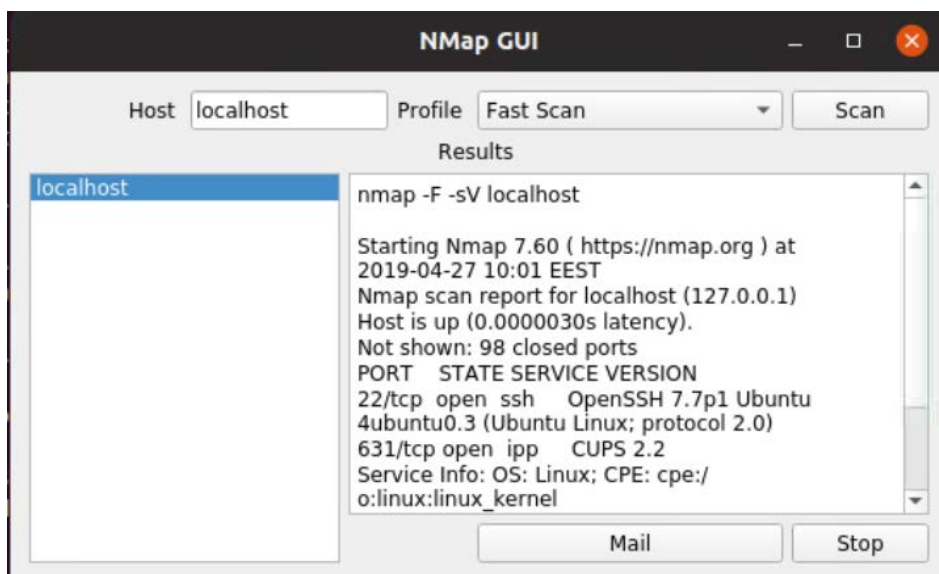 NMap GUI
Host localhost Profile Fast Scan Scan
Results
localhost
nmap -F -sV localhost
Starting Nmap 7.60 ( https://nmap.org ) at
2019-04-27 10:01 EEST
Nmap scan report for localhost (127.0.0.1)
Host is up (0.0000030s latency).
Not shown: 98 closed ports
PORT STATE SERVICE VERSION
22/tcp open ssh OpenSSH 7.7p1 Ubuntu
4ubuntu0.3 (Ubuntu Linux; protocol 2.0)
631/tcp open ipp CUPS 2.2
Service Info: OS: Linux; CPE: cpe:/
o:linux:linux_kernel
Mail Stop